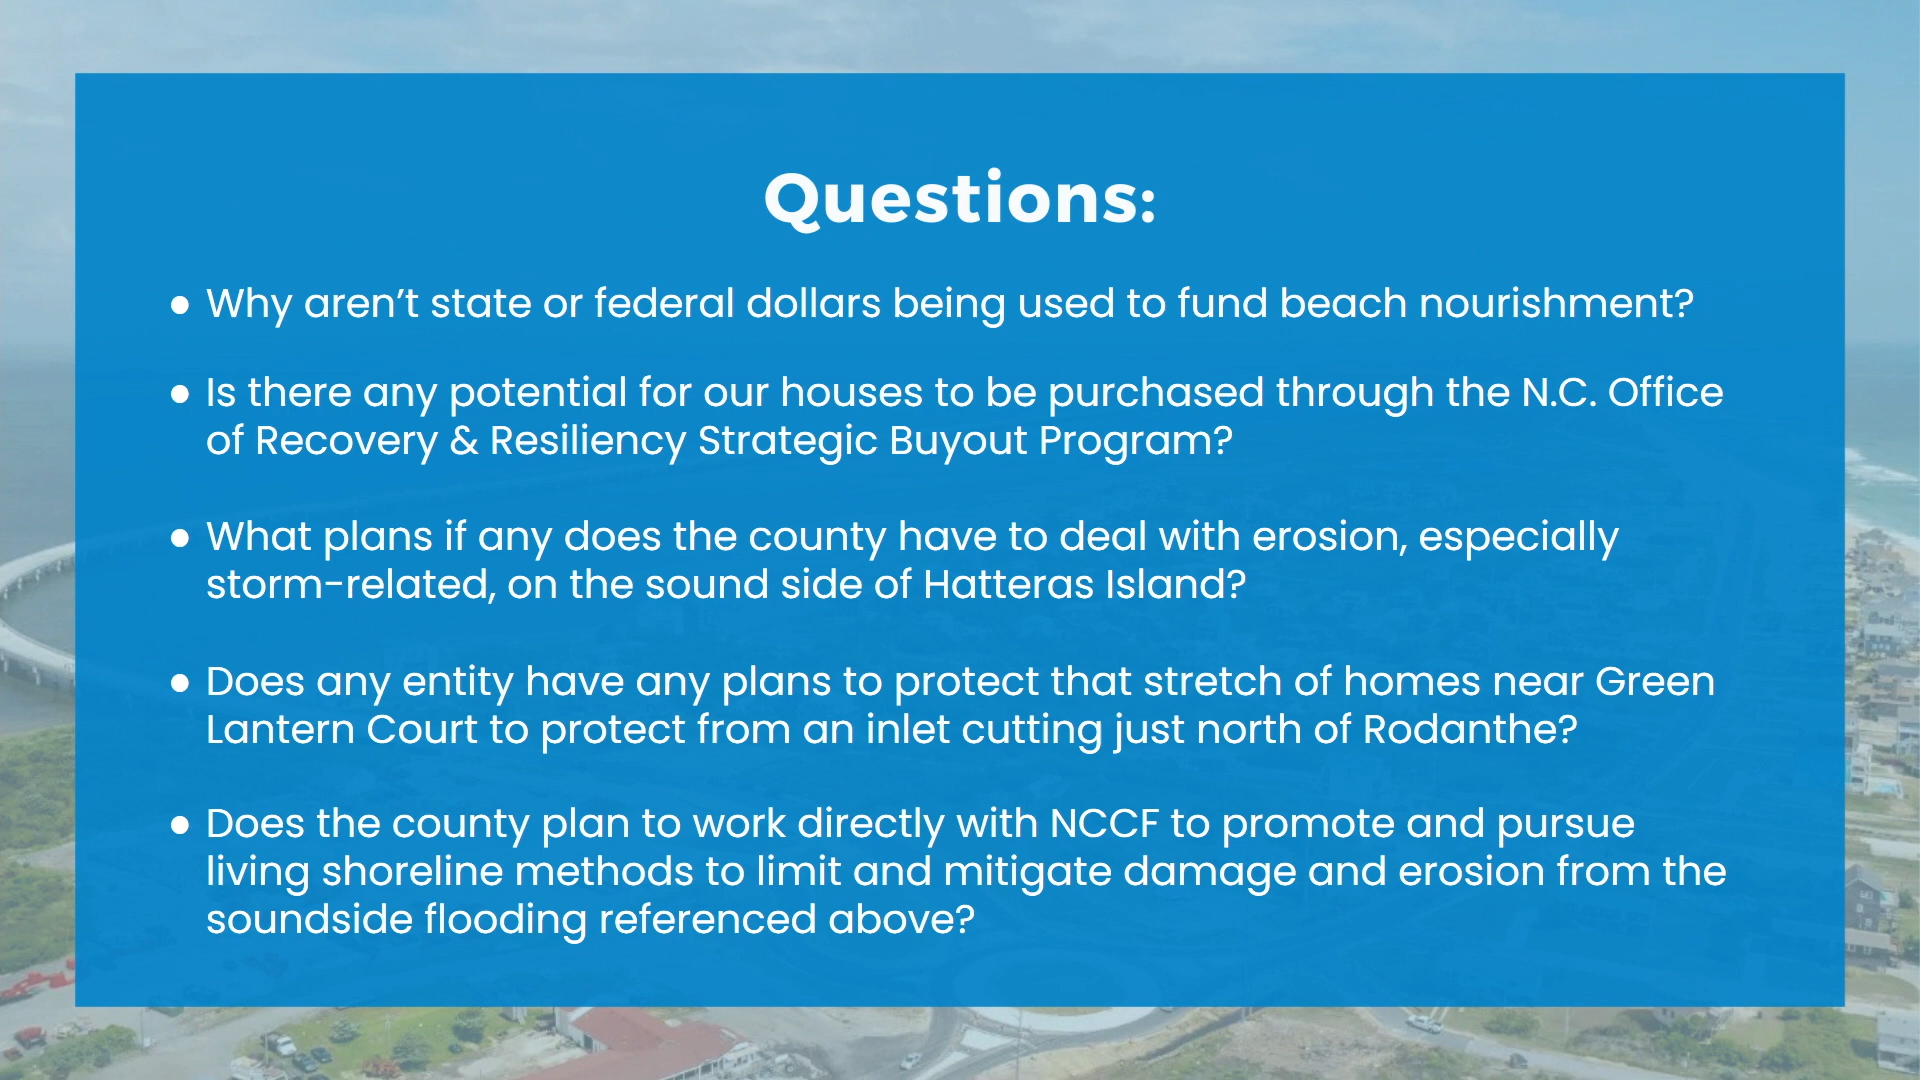 Questions:
• Why aren’t state or federal dollars being used to fund beach nourishment?
• Is there any potential for our houses to be purchased through the N.C. Office
of Recovery & Resiliency Strategic Buyout Program?
• What plans if any does the county have to deal with erosion, especially
storm-related, on the sound side of Hatteras Island?
• Does any entity have any plans to protect that stretch of homes near Green
Lantern Court to protect from an inlet cutting just north of Rodanthe?
• Does the county plan to work directly with NCCF to promote and pursue
living shoreline methods to limit and mitigate damage and erosion from the
soundside flooding referenced above?